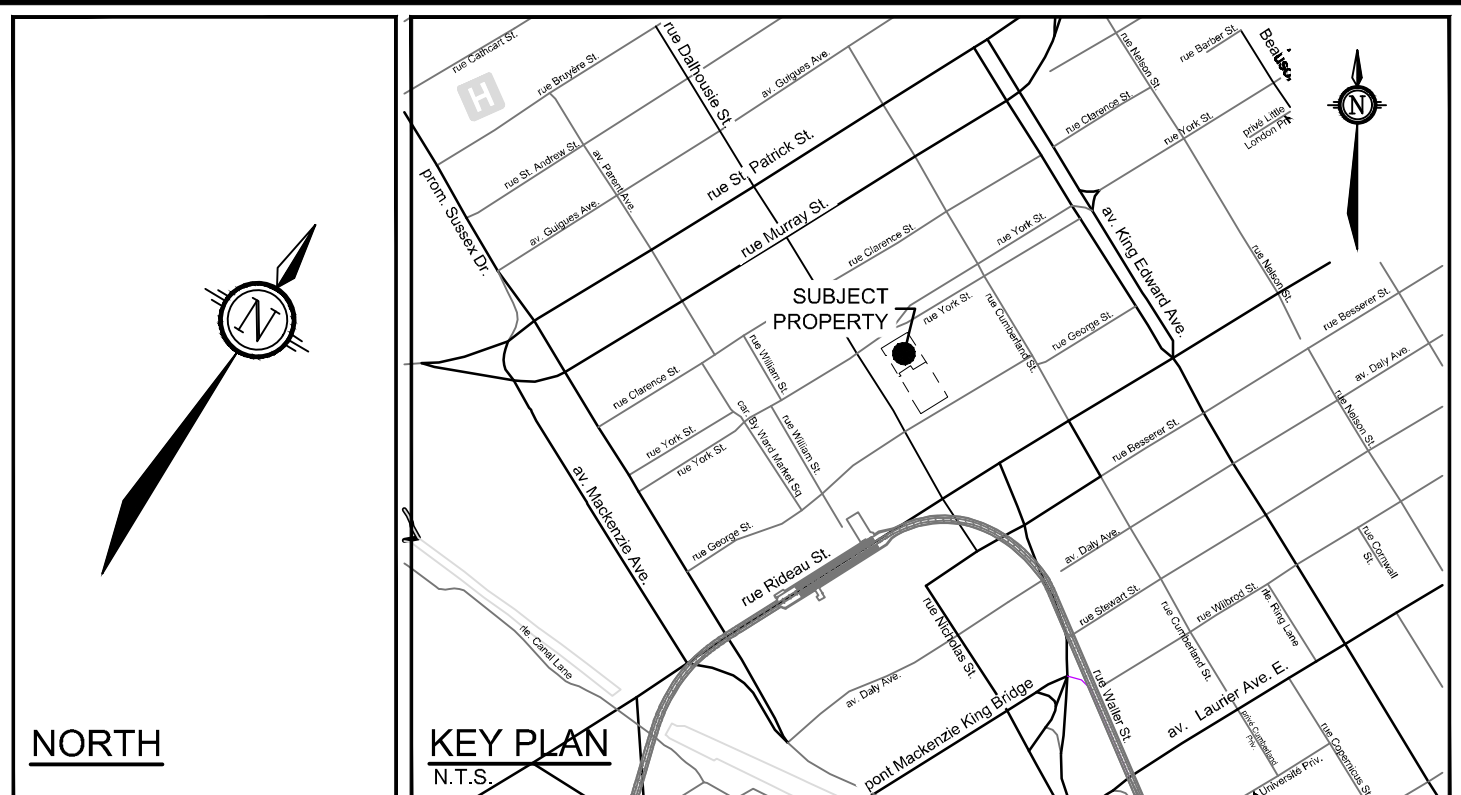 rue Cathcart St.
rue Bruyère St.
H
rue Dalhousie St.
av. Guigues Ave.
rue Nelson St.
rue Barber St.
N
rue Clarence St.
rue York St.
privé Little
London Pr
rue St. Andrew St.
av. Parent Ave.
rue St. Patrick St.
prom. Sussex Dr.
av. Guigues Ave.
rue Murray St.
rue Clarence St.
rue York St.
av. King Edward Ave.
rue Nelson St.
N
SUBJECT
PROPERTY
rue York St.
rue Cumberland St.
rue George St.
rue Besserer St.
rue William St.
av. Daly Ave.
rue Clarence St.
car. By Ward Market Sq
rue William St.
rue Nelson St.
rue York St.
rue York St.
rue Besserer St.
av. Mackenzie Ave.
rue George St.
av. Daly Ave.
rue Cornwall
St.
rue Rideau St.
rue Nicholas St.
rue Stewart St.
rue Cumberland St.
rue Wilbrod St.
rle. Ring Lane
rle. Canal Lane
av. Daly Ave.
rue Waller St.
av. Laurier Ave. E.
pont Mackenzie King Bridge
privé Cumberland
Priv.
rue Copernicus St.
Université Priv.
NORTH
KEY PLAN
N.T.S.